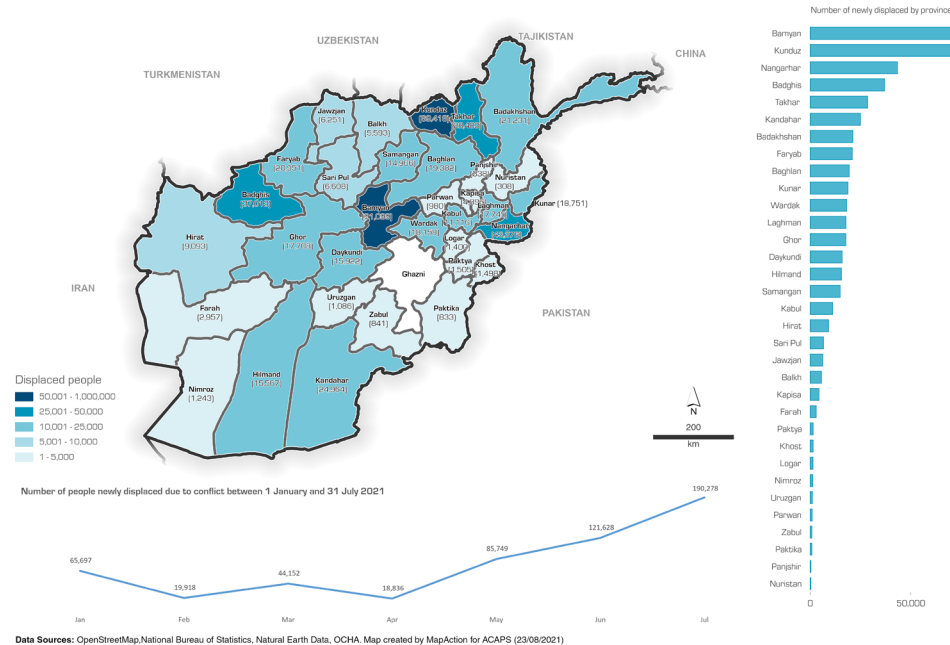 Number of newly displaced by province
UZBEKISTAN
TAJIKISTAN
CHINA
TURKMENISTAN
IRAN
PAKISTAN
Jawzjan
(6,251)
Balkh
(5,593)
Kunduz
Takhar
Badakhshan
(21,231)
Faryab
Samangan
Baghlan
(19,382)
Panjshir
Nuristan
(308)
Sari Pul
(6,608)
Badghis
Bamyan
Parwan
(980)
Kapisa
Kunar (18,751)
Laghman
Kabul
Wardak
Nangarhar
Hirat
(9,093)
Ghor
Daykundi
(15,922)
Logar
Paktya
(1,505)
Khost
(1,498)
Ghazni
Uruzgan
(1,086)
Farah
(2,957)
Zabul
(841)
Paktika
(833)
Nimroz
(1,243)
Hilmand
(15,567)
Kandahar
(24,964)
Displaced people
50,001 - 1,000,000
25,001 - 50,000
10,001 - 25,000
5,001 - 10,000
1 - 5,000
N
200
km
Bamyan
Kunduz
Nangarhar
Badghis
Takhar
Kandahar
Badakhshan
Faryab
Baghlan
Kunar
Wardak
Laghman
Ghor
Daykundi
Hilmand
Samangan
Kabul
Hirat
Sari Pul
Jawzjan
Balkh
Kapisa
Farah
Paktya
Khost
Logar
Nimroz
Uruzgan
Parwan
Zabul
Paktika
Panjshir
Nuristan
0
50,000
Number of people newly displaced due to conflict between 1 January and 31 July 2021
65,697
19,918
44,152
18,836
85,749
121,628
190,278
Jan
Feb
Mar
Apr
May
Jun
Jul
Data Sources: OpenStreetMap,National Bureau of Statistics, Natural Earth Data, OCHA. Map created by MapAction for ACAPS (23/08/2021)